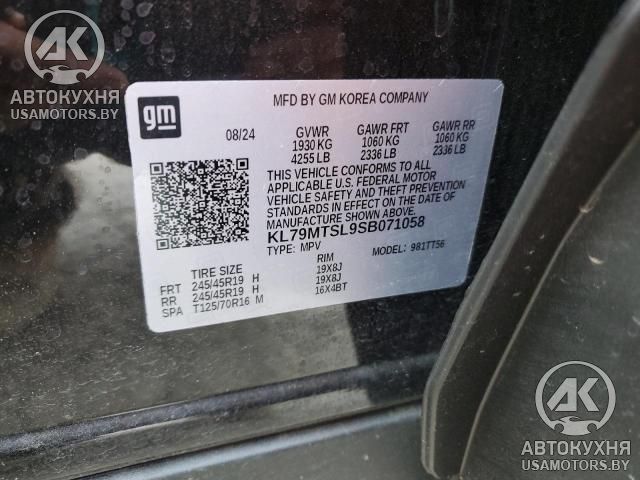 AK
АВТОКУХНЯ
USAMOTORS.BY
gm
MFD BY GM KOREA COMPANY
08/24 GVWR GAWR FRT GAWR RR
1930 KG 1060 KG 1060 KG
4255 LB 2336 LB 2336 LB
THIS VEHICLE CONFORMS TO ALL
APPLICABLE U.S. FEDERAL MOTOR
VEHICLE SAFETY AND THEFT PREVENTION
STANDARDS IN EFFECT ON THE DATE OF
MANUFACTURE SHOWN ABOVE.
KL79MTSL9SB071058
TYPE: MPV MODEL: 981TT56
TIRE SIZE RIM
FRT 245/45R19 H 19X8J
RR 245/45R19 H 19X8J
SPA T125/70R16 M 16X4BT
AK
АВТОКУХНЯ
USAMOTORS.BY